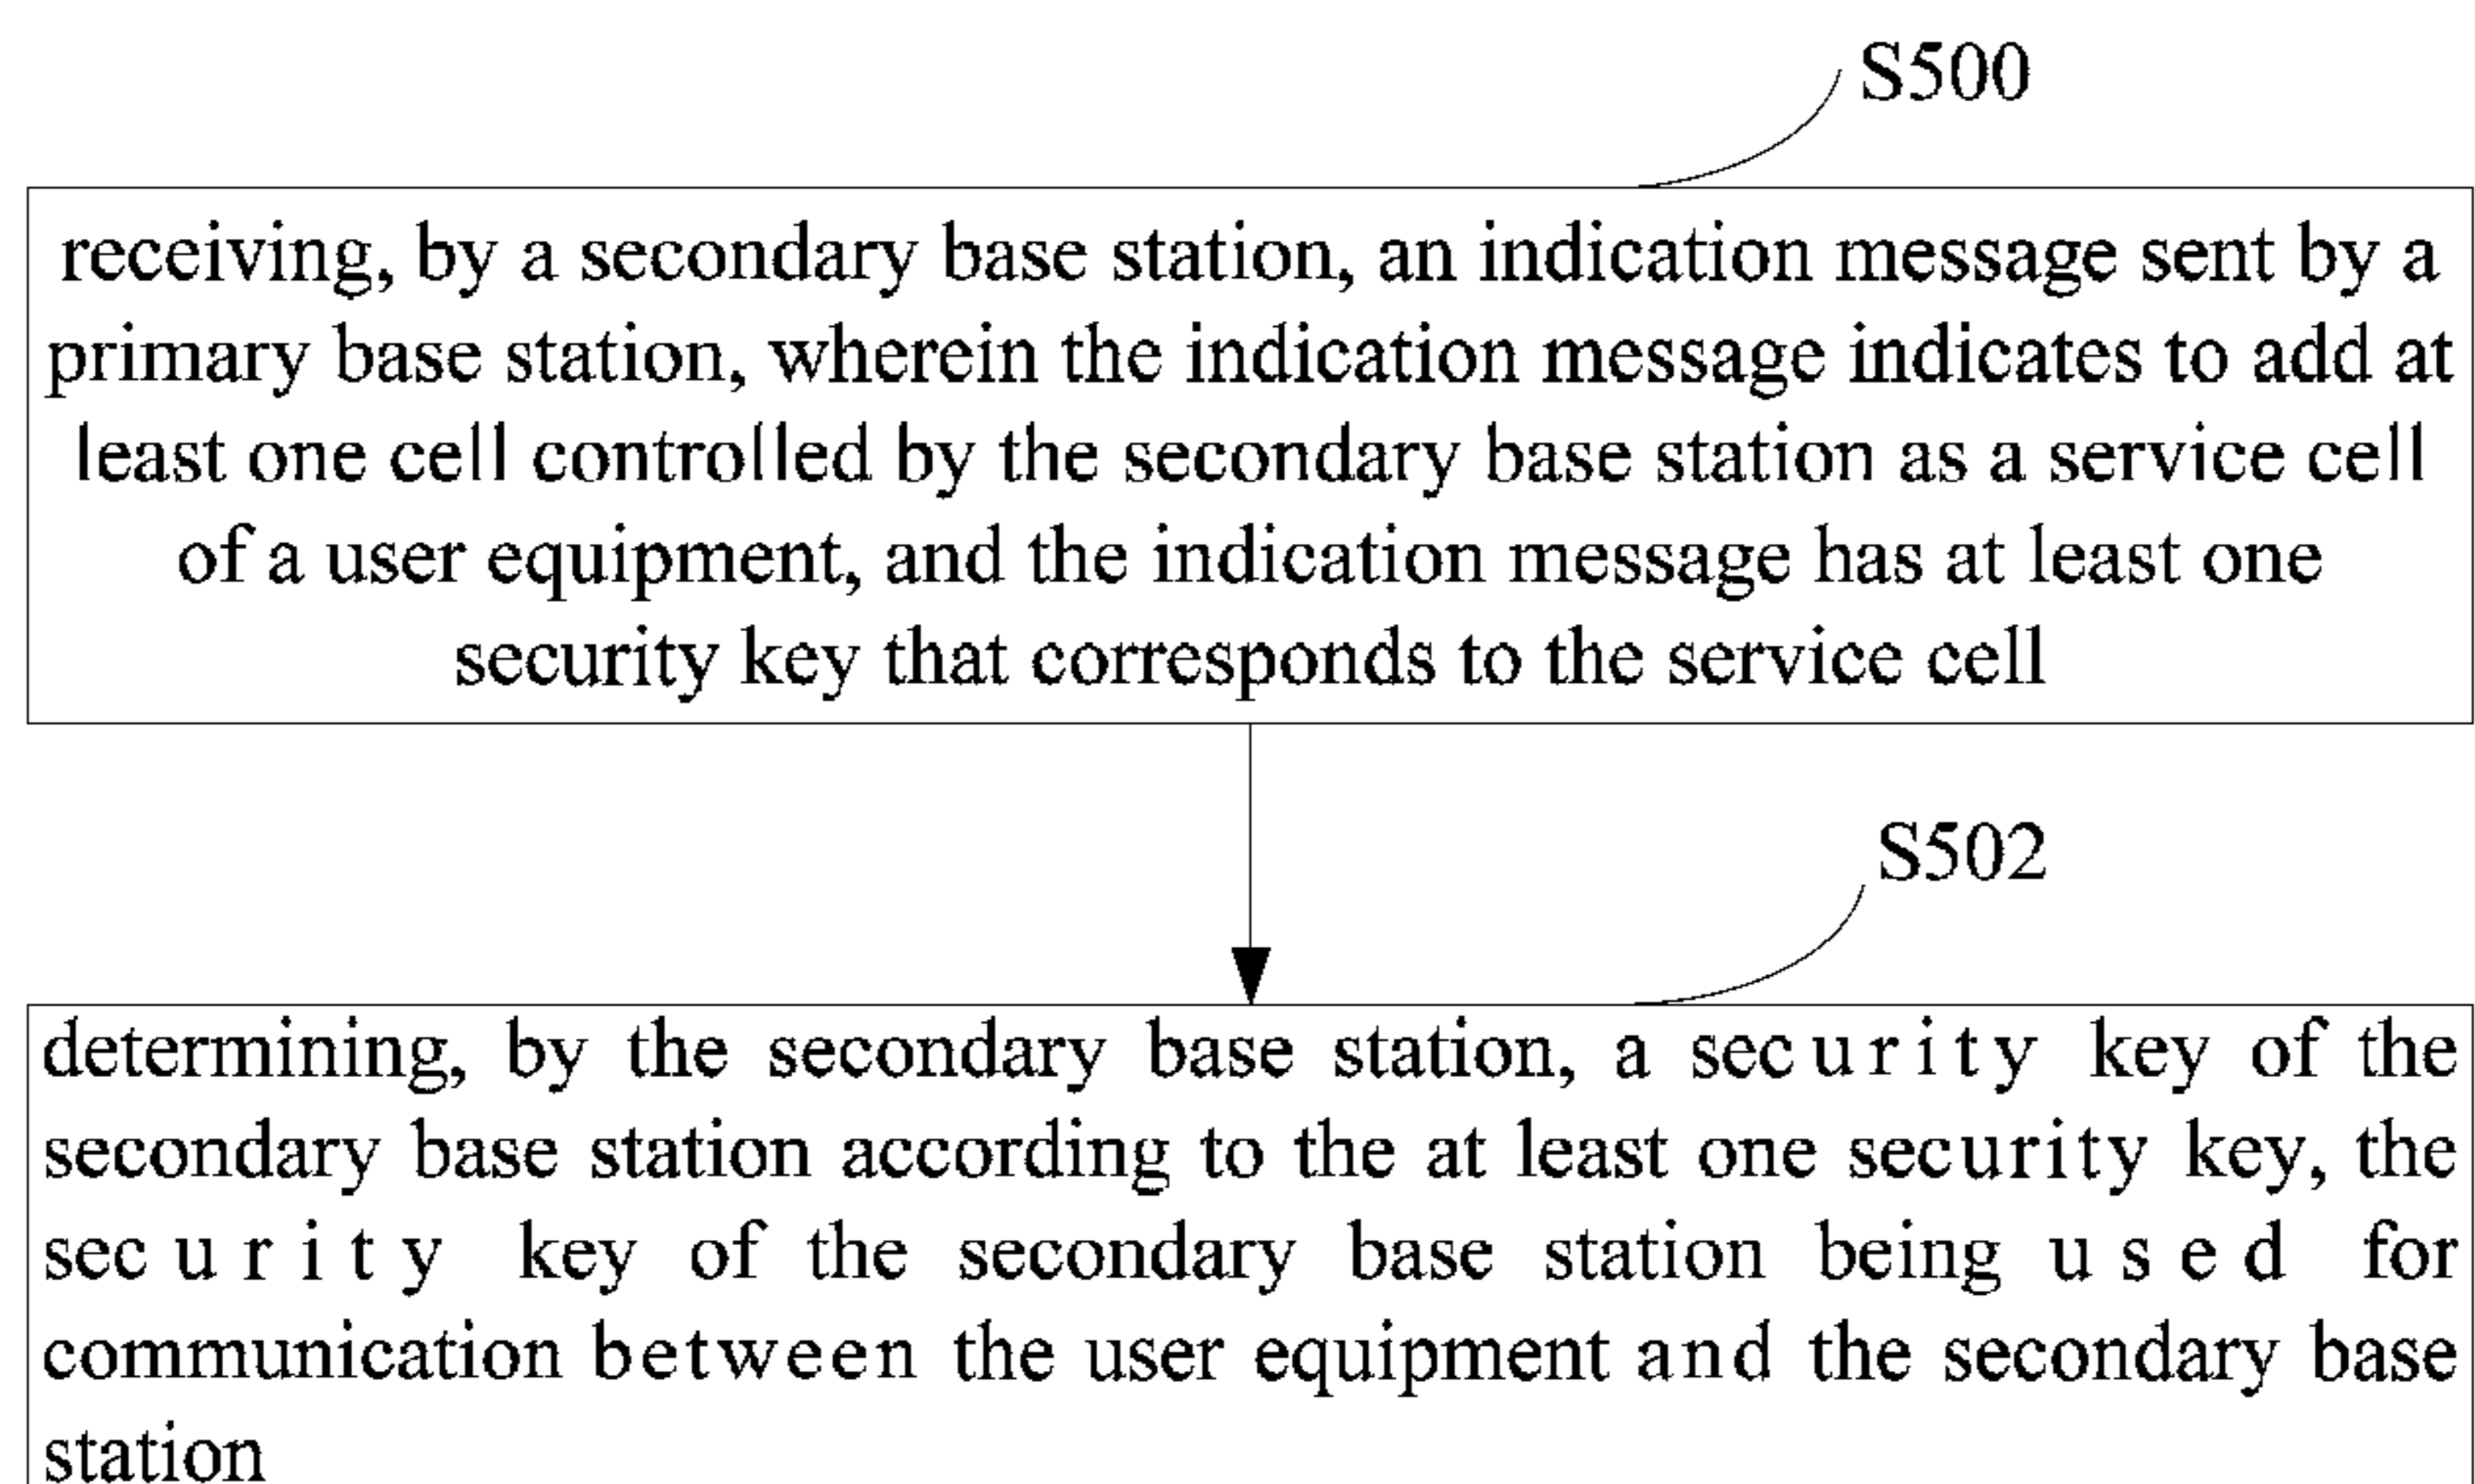 S500
receiving, by a secondary base station, an indication message sent by a
primary base station, wherein the indication message indicates to add at
least one cell controlled by the secondary base station as a service cell
of a user equipment, and the indication message has at least one
security key that corresponds to the service cell
S502
determining, by the secondary base station, a security key of the
secondary base station according to the at least one security key, the
security key of the secondary base station being used for
communication between the user equipment and the secondary base
station